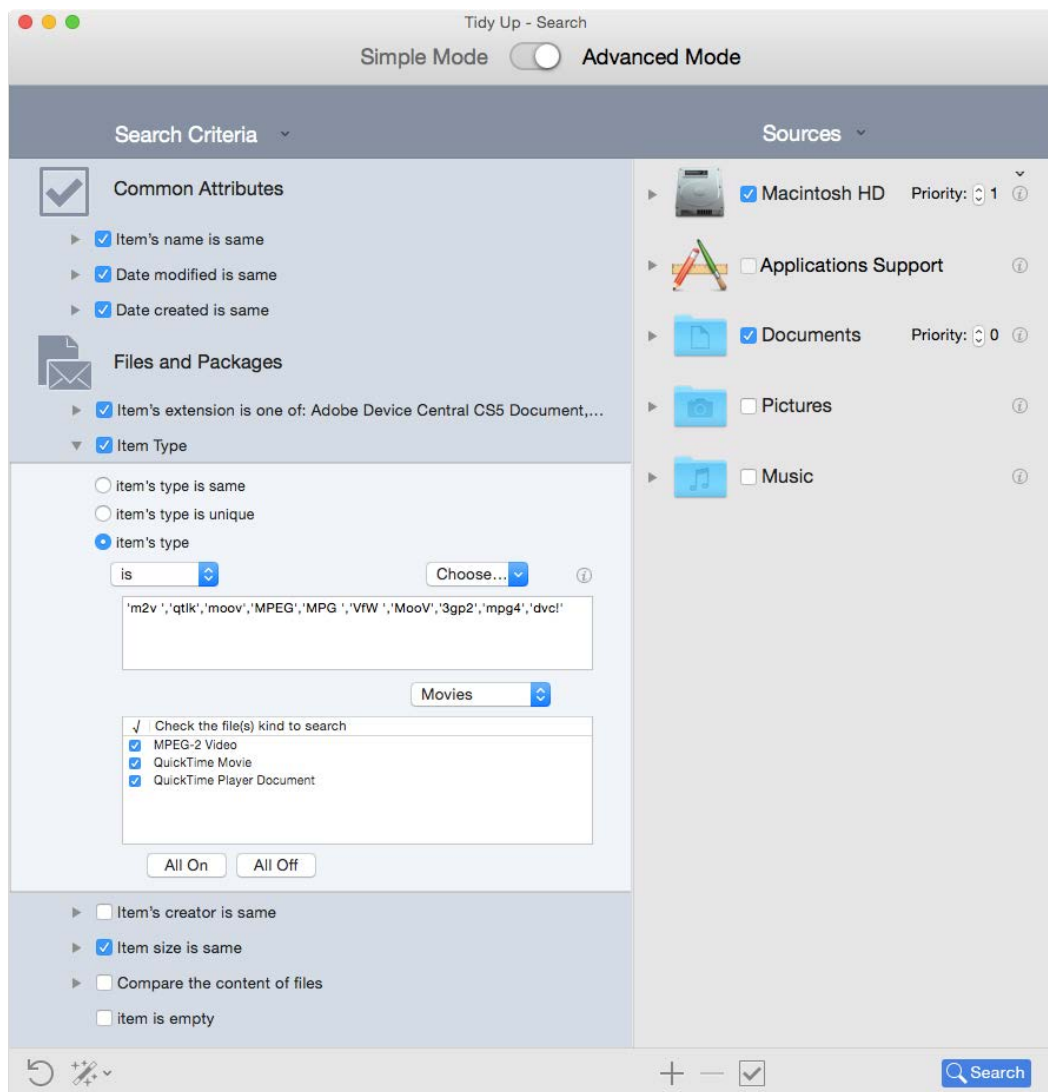 Tidy Up - Search
Simple Mode Advanced Mode
Search Criteria
Common Attributes
Item's name is same
Date modified is same
Date created is same
Files and Packages
Item's extension is one of: Adobe Device Central CS5 Document,...
Item Type
item's type is same
item's type is unique
item's type
is Choose...
'm2v ','qtlk','moov','MPEG','MPG ','VfW ','MooV','3gp2','mpg4','dvc!'
Movies
√ Check the file(s) kind to search
MPEG-2 Video
QuickTime Movie
QuickTime Player Document
All On All Off
Item's creator is same
Item size is same
Compare the content of files
item is empty
Sources
Macintosh HD Priority: 1
Applications Support
Documents Priority: 0
Pictures
Music
Search